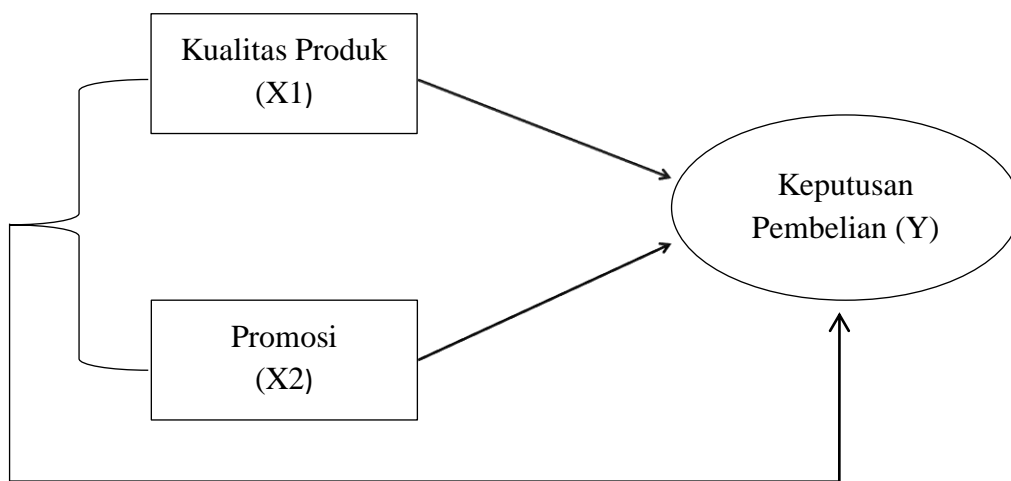 Kualitas Produk
(X1)
Keputusan
Pembelian (Y)
Promosi
(X2)